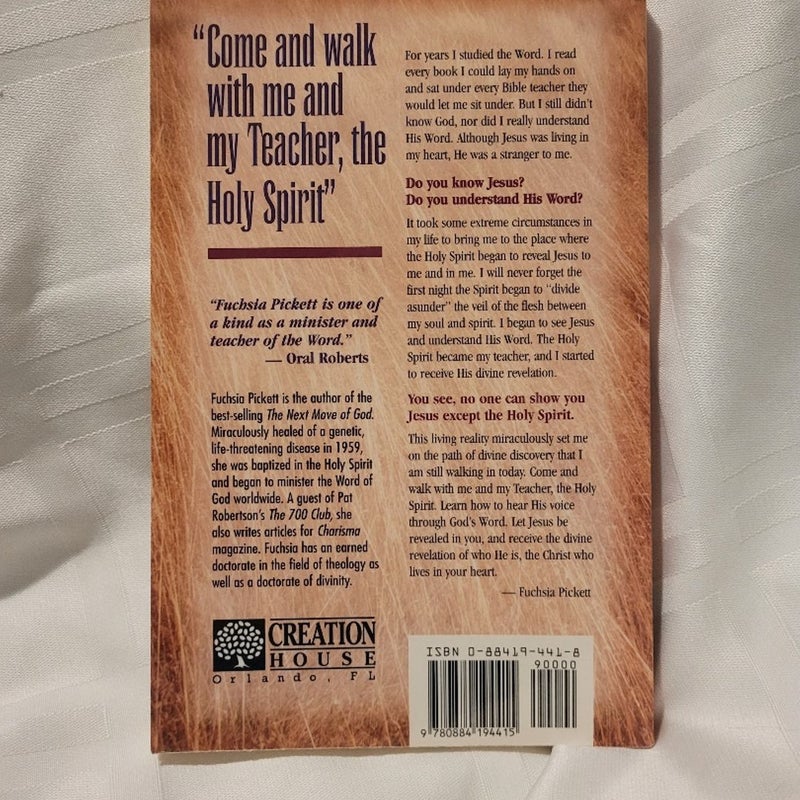 “Come and walk
with me and
my Teacher, the
Holy Spirit”
“Fuchsia Pickett is one of
a kind as a minister and
teacher of the Word.”
— Oral Roberts
Fuchsia Pickett is the author of the
best-selling The Next Move of God.
Miraculously healed of a genetic,
life-threatening disease in 1959,
she was baptized in the Holy Spirit
and began to minister the Word of
God worldwide. A guest of Pat
Robertson’s The 700 Club, she
also writes articles for Charisma
magazine. Fuchsia has an earned
doctorate in the field of theology as
well as a doctorate of divinity.
CREATION
HOUSE
Orlando, FL
For years I studied the Word. I read
every book I could lay my hands on
and sat under every Bible teacher they
would let me sit under. But I still didn’t
know God, nor did I really understand
His Word. Although Jesus was living in
my heart, He was a stranger to me.
Do you know Jesus?
Do you understand His Word?
It took some extreme circumstances in
my life to bring me to the place where
the Holy Spirit began to reveal Jesus to
me and in me. I will never forget the
first night the Spirit began to “divide
asunder” the veil of the flesh between
my soul and spirit. I began to see Jesus
and understand His Word. The Holy
Spirit became my teacher, and I started
to receive His divine revelation.
You see, no one can show you
Jesus except the Holy Spirit.
This living reality miraculously set me
on the path of divine discovery that I
am still walking in today. Come and
walk with me and my Teacher, the Holy
Spirit. Learn how to hear His voice
through God’s Word. Let Jesus be
revealed in you, and receive the divine
revelation of who He is, the Christ who
lives in your heart.
— Fuchsia Pickett
ISBN 0-88419-441-8
90000
9 780884 194415